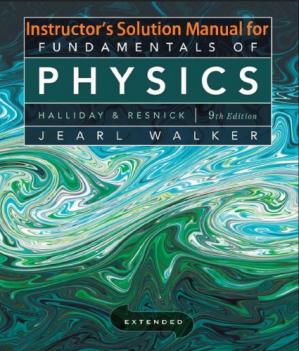 Instructor's Solution Manual for
FUNDAMENTALS OF
PHYSICS
HALLIDAY & RESNICK | 9th Edition
JEARL WALKER
EXTENDED